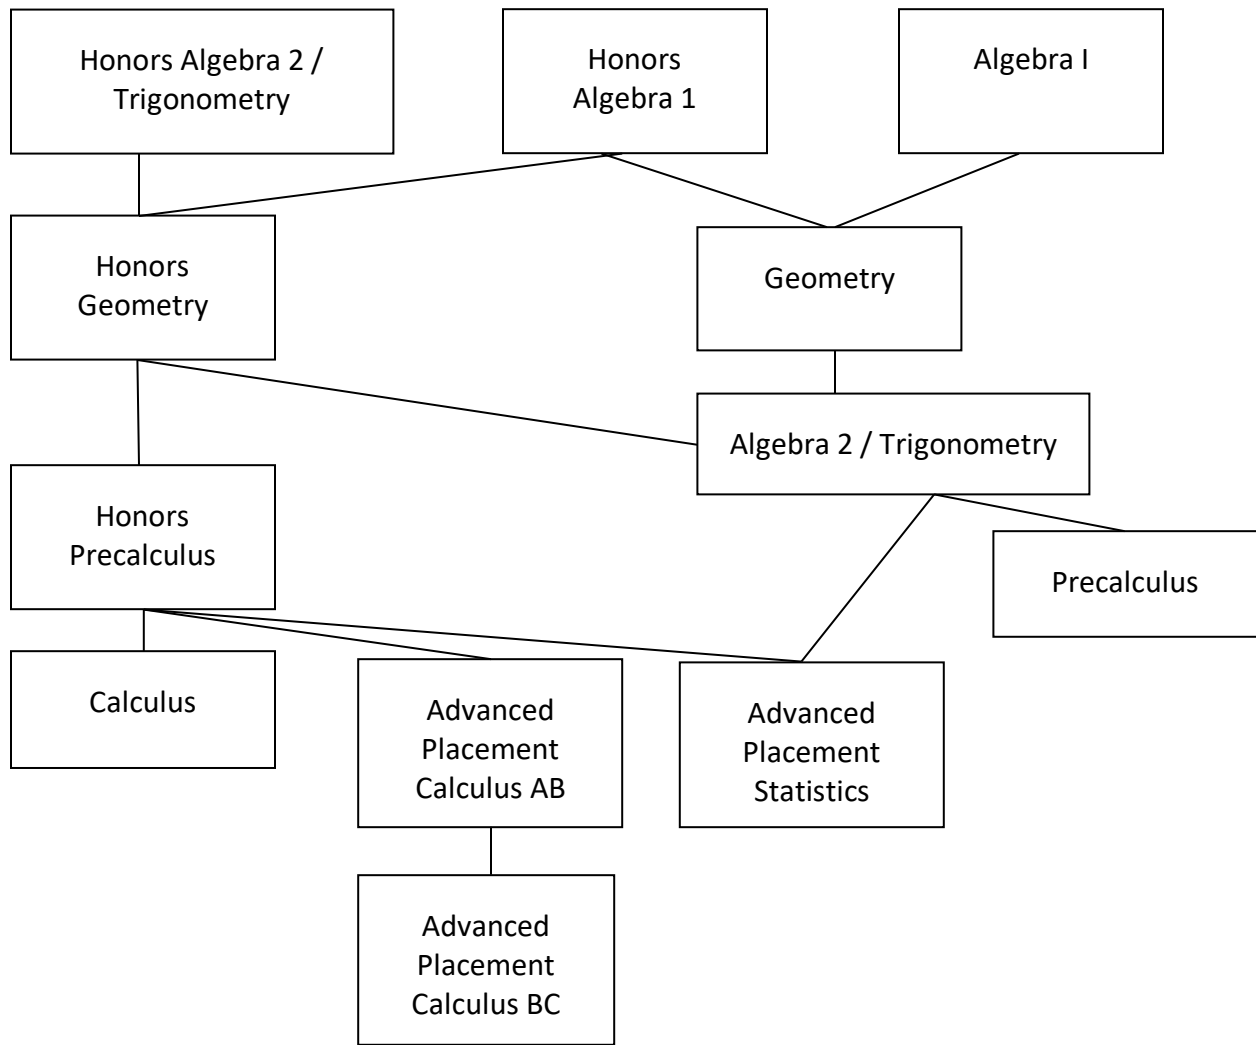 Honors Algebra 2 /
Trigonometry
Honors
Algebra 1
Algebra I
Honors
Geometry
Geometry
Algebra 2 / Trigonometry
Honors
Precalculus
Precalculus
Calculus
Advanced
Placement
Calculus AB
Advanced
Placement
Statistics
Advanced
Placement
Calculus BC